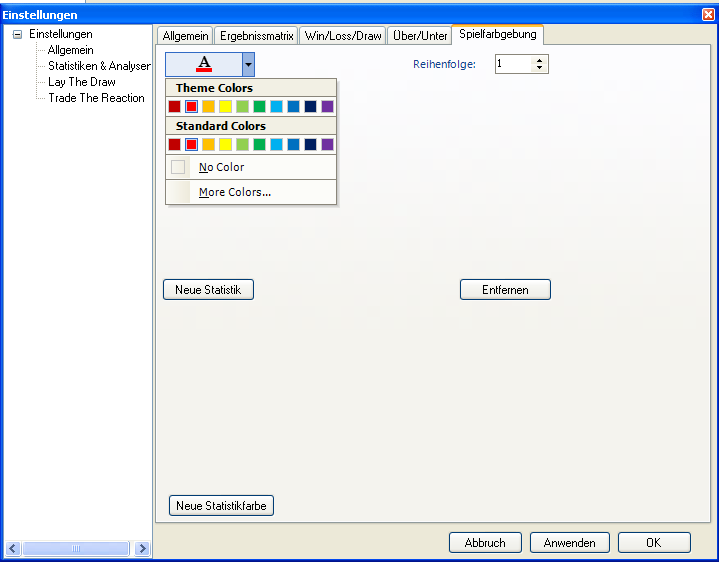 Einstellungen
Einstellungen
Allgemein
Statistiken & Analyser
Lay The Draw
Trade The Reaction
Allgemein Ergebnissmatrix Win/Loss/Draw Über/Unter Spielfarbgebung
A
Reihenfolge: 1
Theme Colors
Standard Colors
No Color
More Colors...
Neue Statistik Entfernen
Neue Statistikfarbe
Abbruch Anwenden OK